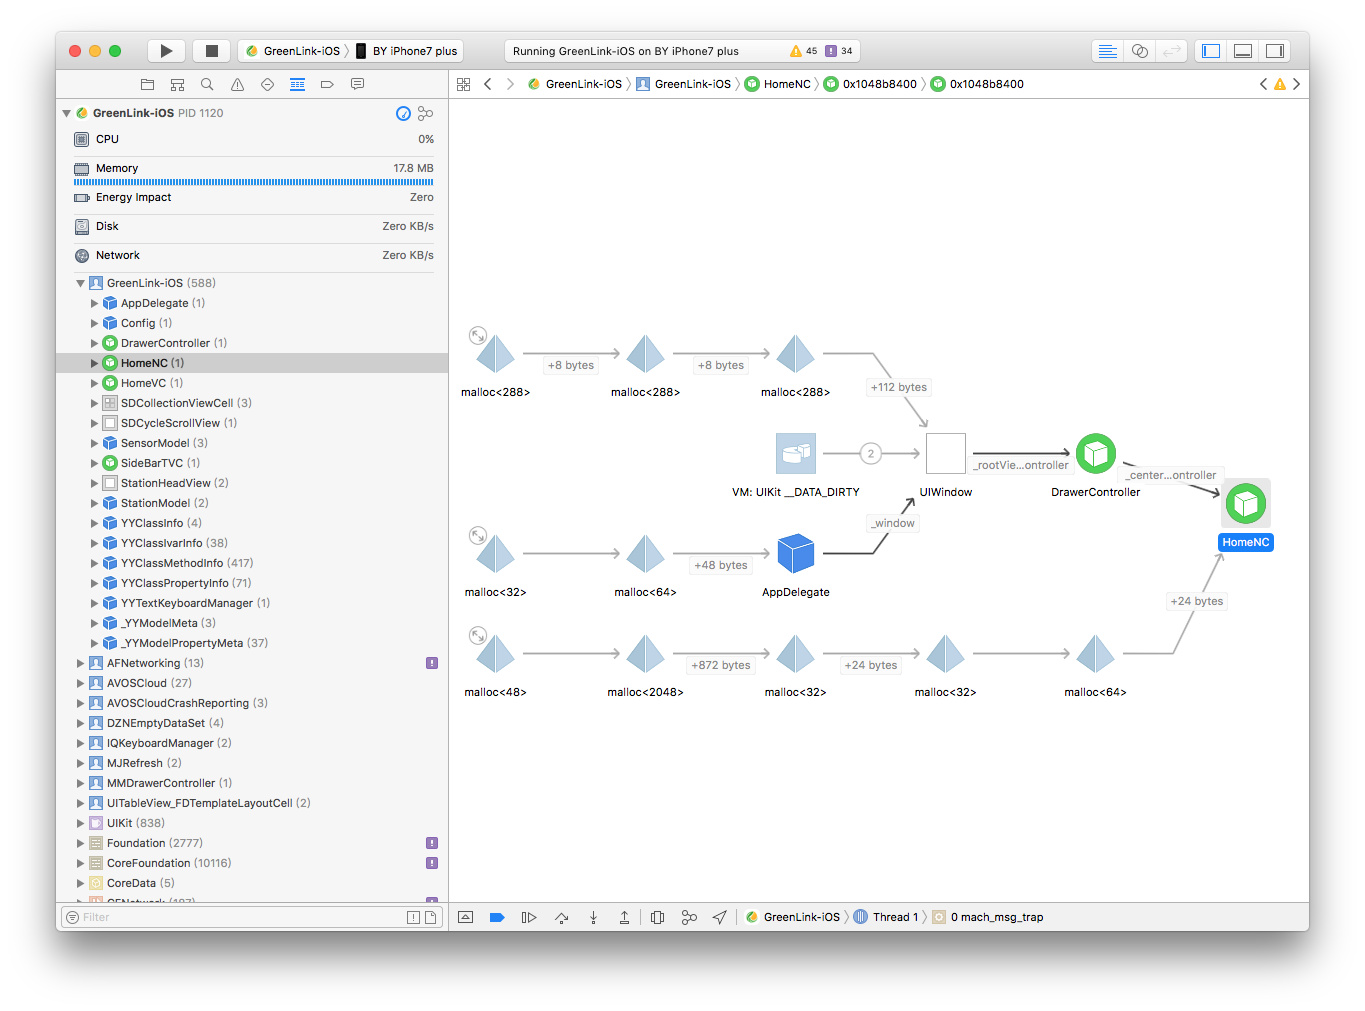 GreenLink-iOS
BY iPhone7 plus
Running GreenLink-iOS on BY iPhone7 plus
45
34
GreenLink-iOS PID 1120
CPU 0%
Memory 17.8 MB
Energy Impact Zero
Disk Zero KB/s
Network Zero KB/s
GreenLink-iOS (588)
AppDelegate (1)
Config (1)
DrawerController (1)
HomeNC (1)
HomeVC (1)
SDCollectionViewCell (3)
SDCycleScrollView (1)
SensorModel (3)
SideBarTVC (1)
StationHeadView (2)
StationModel (2)
YYClassInfo (4)
YYClassIvarInfo (38)
YYClassMethodInfo (417)
YYClassPropertyInfo (71)
YYTextKeyboardManager (1)
_YYModelMeta (3)
_YYModelPropertyMeta (37)
AFNetworking (13)
AVOSCloud (27)
AVOSCloudCrashReporting (3)
DZNEmptyDataSet (4)
IQKeyboardManager (2)
MJRefresh (2)
MMDrawerController (1)
UITableView_FDTemplateLayoutCell (2)
UIKit (838)
Foundation (2777)
CoreFoundation (10116)
CoreData (5)
Filter
GreenLink-iOS
GreenLink-iOS
HomeNC
0x1048b8400
0x1048b8400
+8 bytes
+8 bytes
malloc<288>
malloc<288>
malloc<288>
+112 bytes
2
_rootVie...ontroller
_center...ontroller
VM: UIKit __DATA_DIRTY
UIWindow
DrawerController
HomeNC
_window
+48 bytes
malloc<32>
malloc<64>
AppDelegate
+24 bytes
+872 bytes
+24 bytes
malloc<48>
malloc<2048>
malloc<32>
malloc<32>
malloc<64>
GreenLink-iOS
Thread 1
0 mach_msg_trap